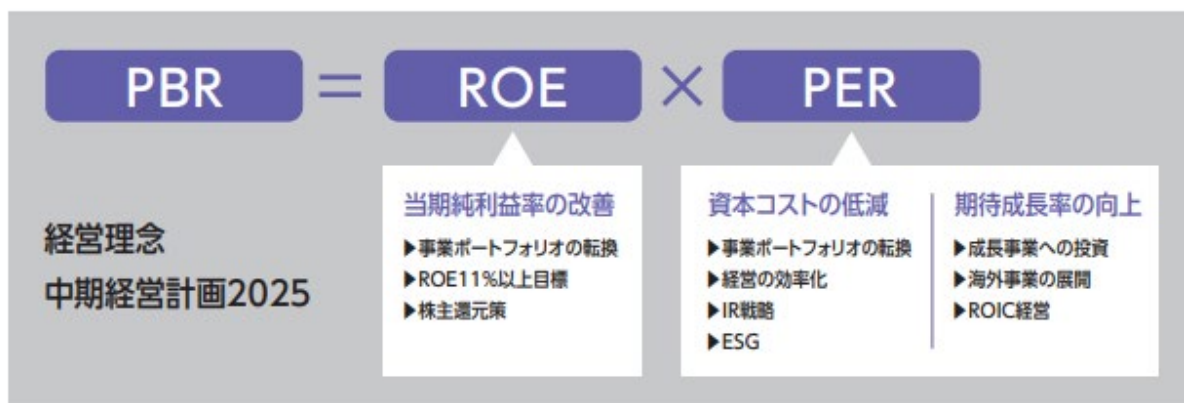 PBR = ROE × PER
経営理念
中期経営計画2025
当期純利益率の改善
▶事業ポートフォリオの転換
▶ROE11%以上目標
▶株主還元策
資本コストの低減
▶事業ポートフォリオの転換
▶経営の効率化
▶IR戦略
▶ESG
期待成長率の向上
▶成長事業への投資
▶海外事業の展開
▶ROIC経営